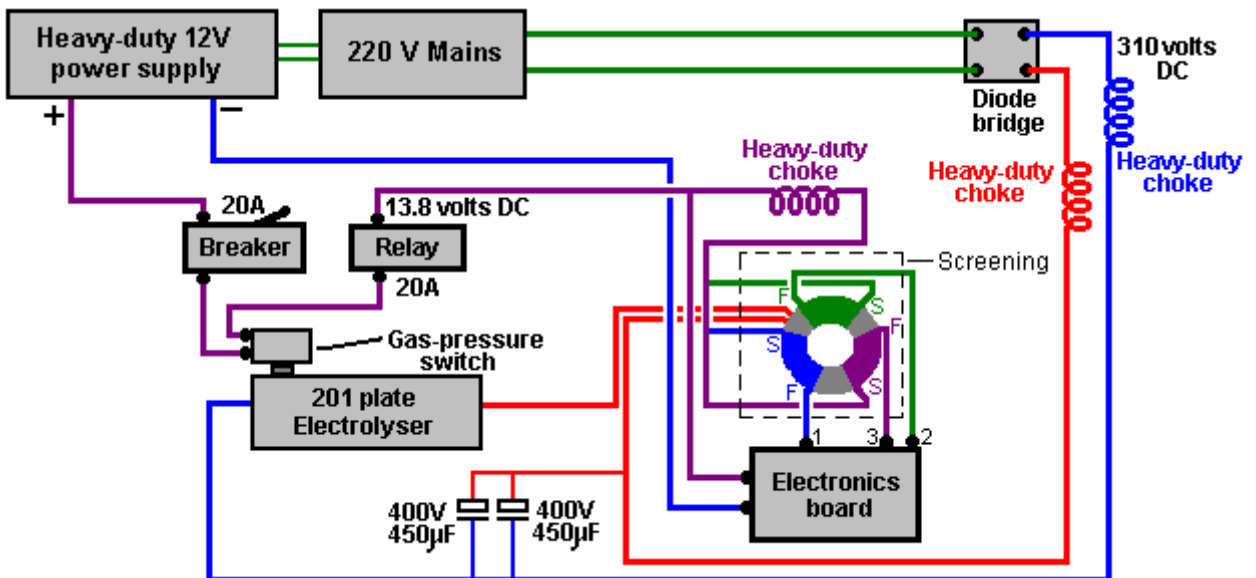 Heavy-duty 12V
power supply
220 V Mains
310 volts
DC
Diode
bridge
+
−
Heavy-duty
choke
Heavy-duty
choke
Heavy-duty
choke
20A
13.8 volts DC
Breaker
Relay
20A
Screening
F
S
F
S
S
F
Gas-pressure
switch
201 plate
Electrolyser
1
3
2
Electronics
board
400V
450µF
400V
450µF